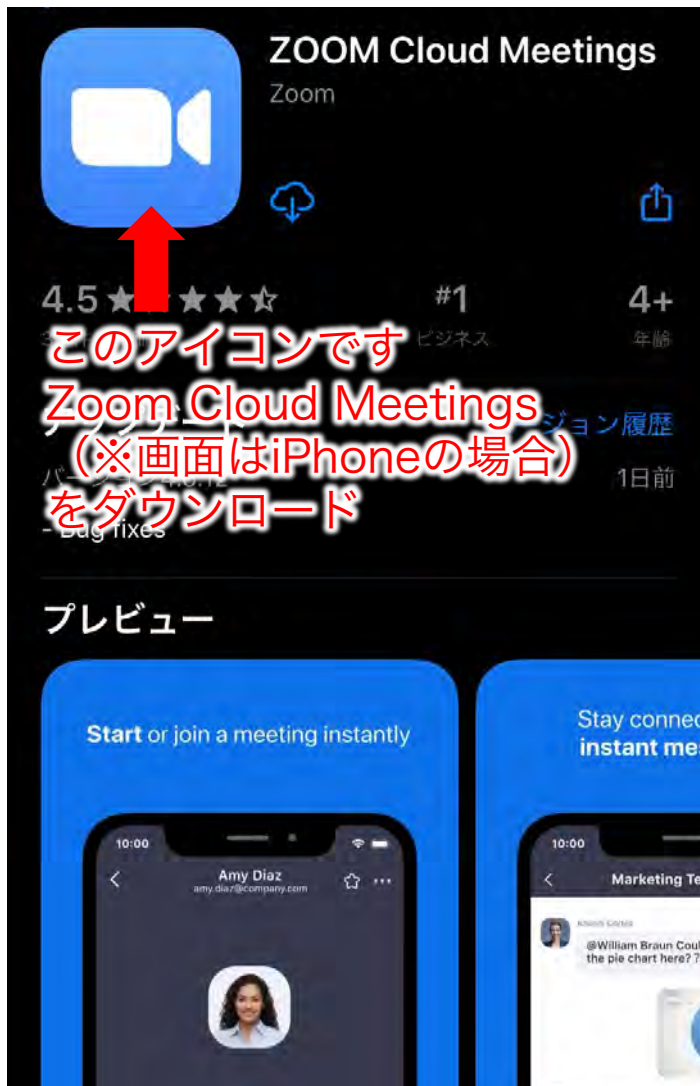 ZOOM Cloud Meetings
Zoom
4.5
#1
4+
ビジネス
年齢
このアイコンです
Zoom Cloud Meetings
（※画面はiPhoneの場合）
をダウンロード
ジョン履歴
1日前
- Bug fixes
プレビュー
Start or join a meeting instantly
Stay connec
instant me
10:00
Amy Diaz
amy.diaz@company.com
10:00
Marketing Te
@William Braun Coul
the pie chart here? ?